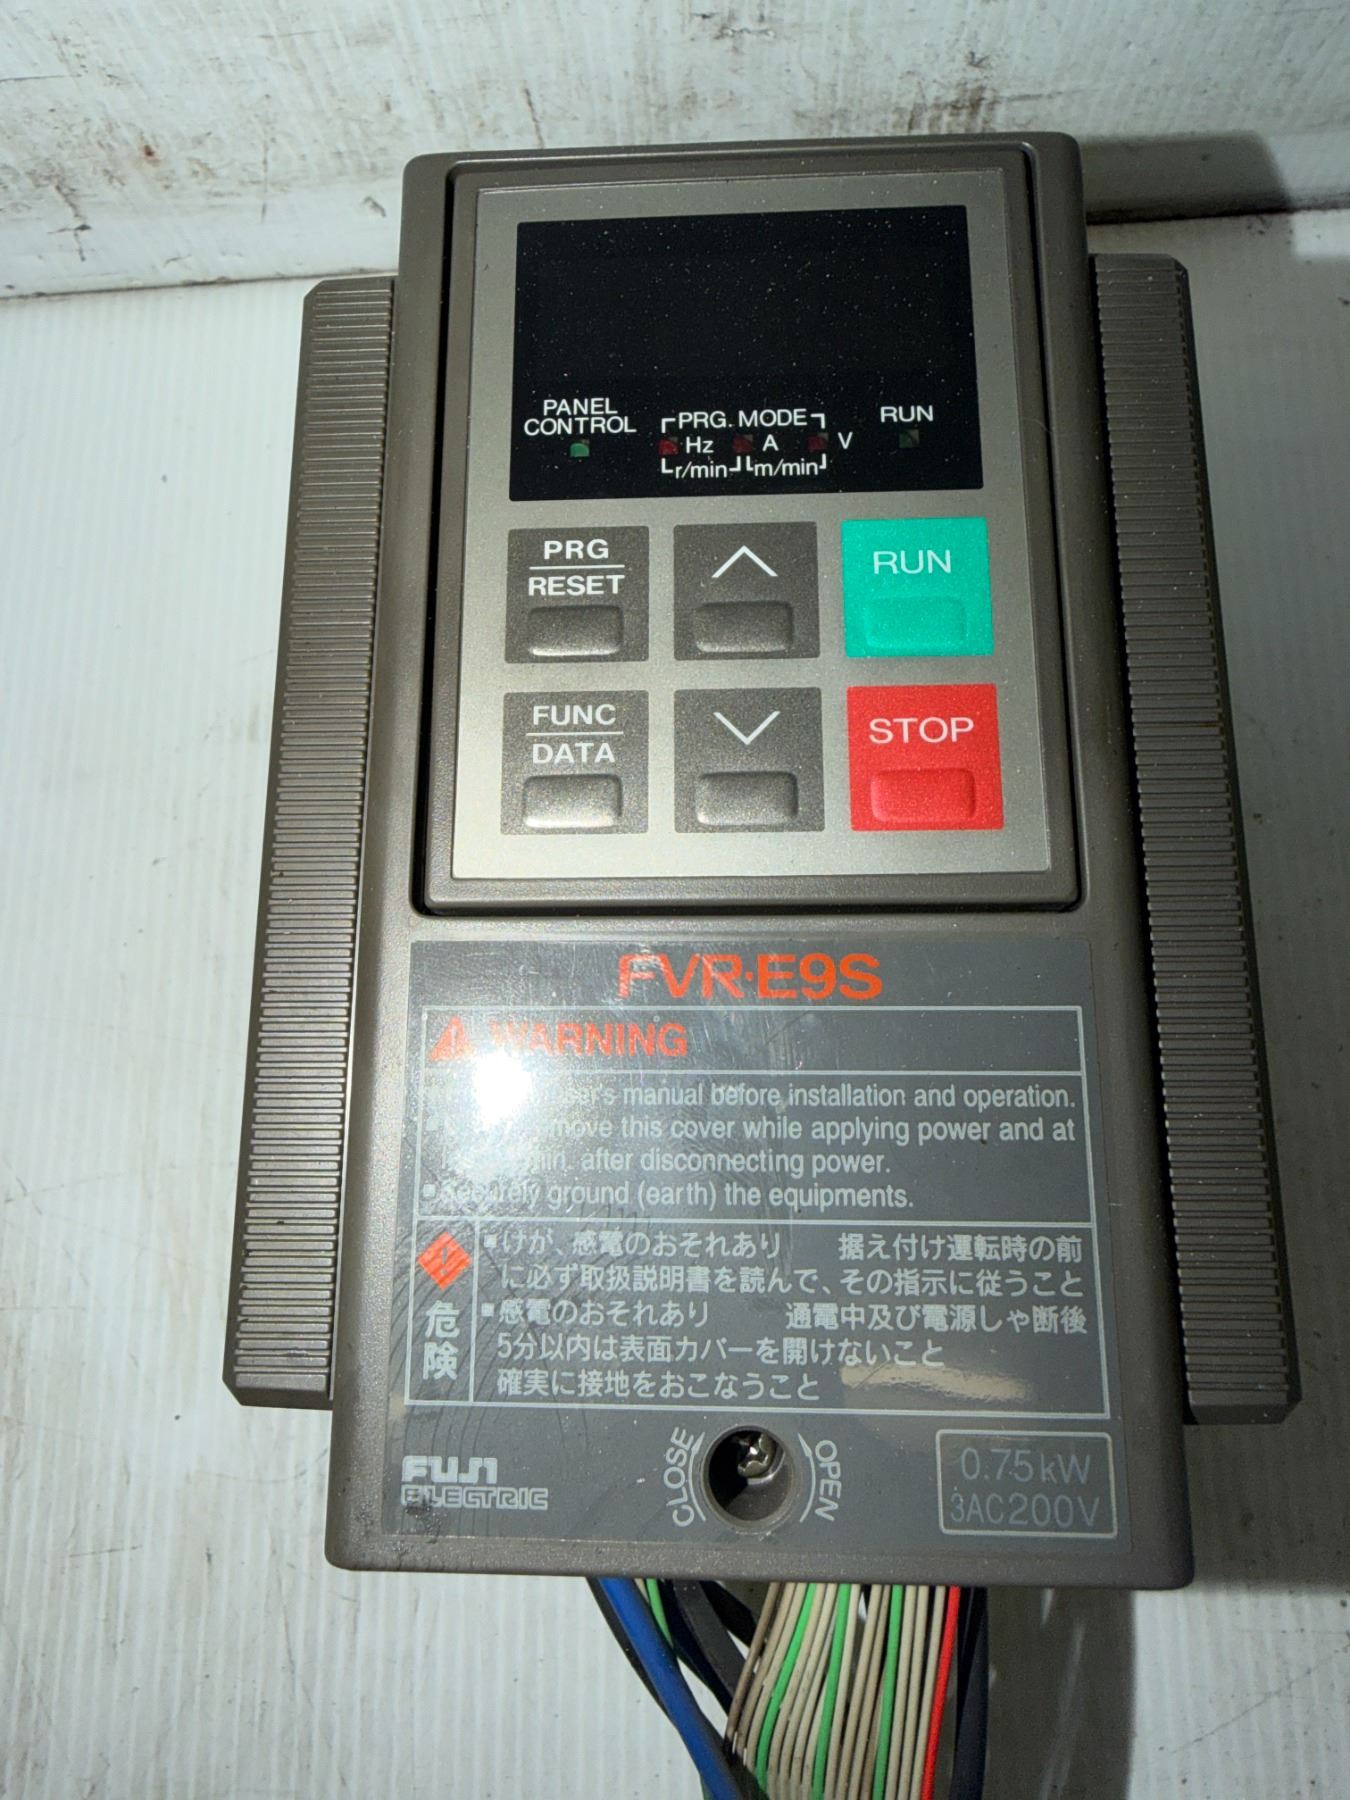 PANEL
CONTROL
PRG. MODE
Hz A V
r/min m/min
RUN
PRG
RESET
RUN
FUNC
DATA
STOP
FVR·E9S
WARNING
manual before installation and operation.
this cover while applying power and at
min. after disconnecting power.
▪Securely ground (earth) the equipments.
危険
▪けが、感電のおそれあり 据え付け運転時の前
に必ず取扱説明書を読んで、その指示に従うこと
▪感電のおそれあり 通電中及び電源しゃ断後
5分以内は表面カバーを開けないこと
確実に接地をおこなうこと
FUJI
ELECTRIC
CLOSE
OPEN
0.75kW
3AC200V